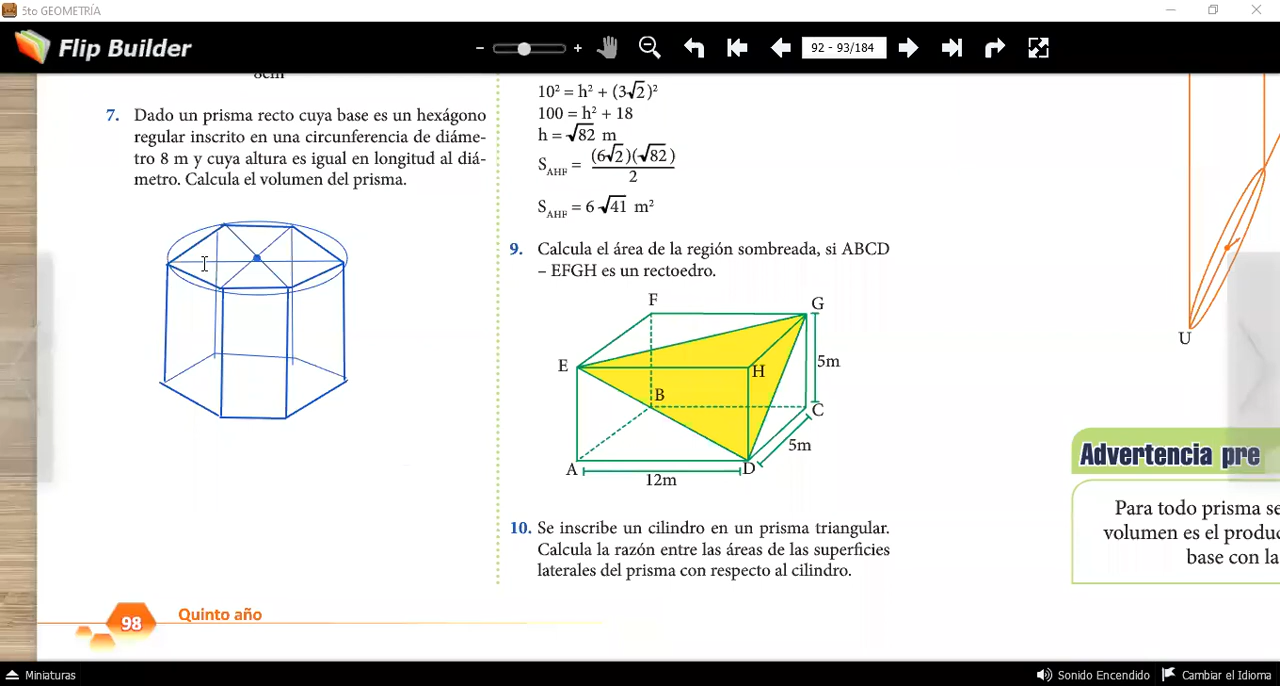 5to GEOMETRÍA
Flip Builder
92 - 93/184
8cm
7. Dado un prisma recto cuya base es un hexágono
regular inscrito en una circunferencia de diáme-
tro 8 m y cuya altura es igual en longitud al diá-
metro. Calcula el volumen del prisma.
98
Quinto año
10² = h² + (3√2)²
100 = h² + 18
h = √82 m
S_AHF = (6√2)(√82)
2
S_AHF = 6√41 m²
9. Calcula el área de la región sombreada, si ABCD
– EFGH es un rectoedro.
F
G
E
H
5m
B
C
5m
A
D
12m
10. Se inscribe un cilindro en un prisma triangular.
Calcula la razón entre las áreas de las superficies
laterales del prisma con respecto al cilindro.
U
Advertencia pre
Para todo prisma se
volumen es el produc
base con la
Miniaturas
Sonido Encendido
Cambiar el Idioma